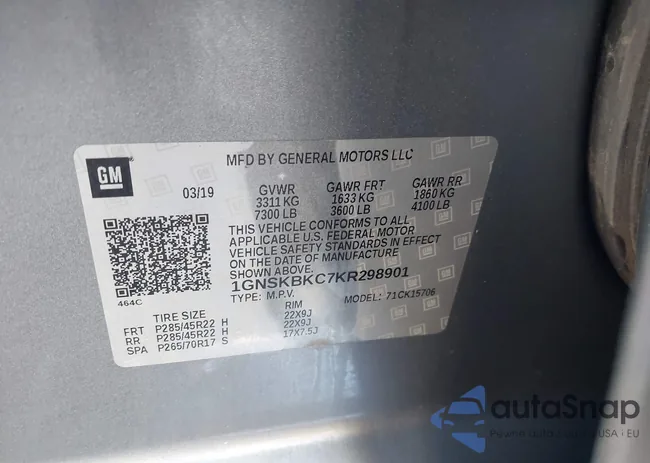 MFD BY GENERAL MOTORS LLC
GM
03/19 GVWR GAWR FRT GAWR RR
3311 KG 1633 KG 1860 KG
7300 LB 3600 LB 4100 LB
THIS VEHICLE CONFORMS TO ALL
APPLICABLE U.S. FEDERAL MOTOR
VEHICLE SAFETY STANDARDS IN EFFECT
ON THE DATE OF MANUFACTURE
SHOWN ABOVE.
1GNSKBKC7KR298901
464C TYPE: M.P.V. MODEL: 71CK15706
TIRE SIZE RIM
FRT P285/45R22 H 22X9J
RR P285/45R22 H 22X9J
SPA P265/70R17 S 17X7.5J
autoSnap
USA - EU